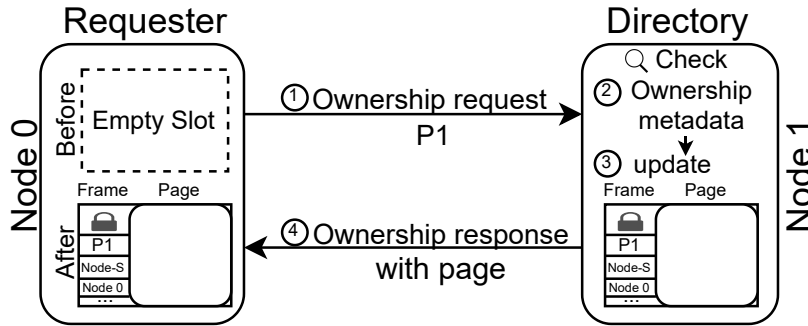 Requester
Directory
Node 0
Before
Empty Slot
Frame
Page
After
P1
Node-S
Node 0
...
1 Ownership request
P1
4 Ownership response
with page
Check
2 Ownership
metadata
3 update
Frame
Page
P1
Node-S
Node 0
...
Node 1